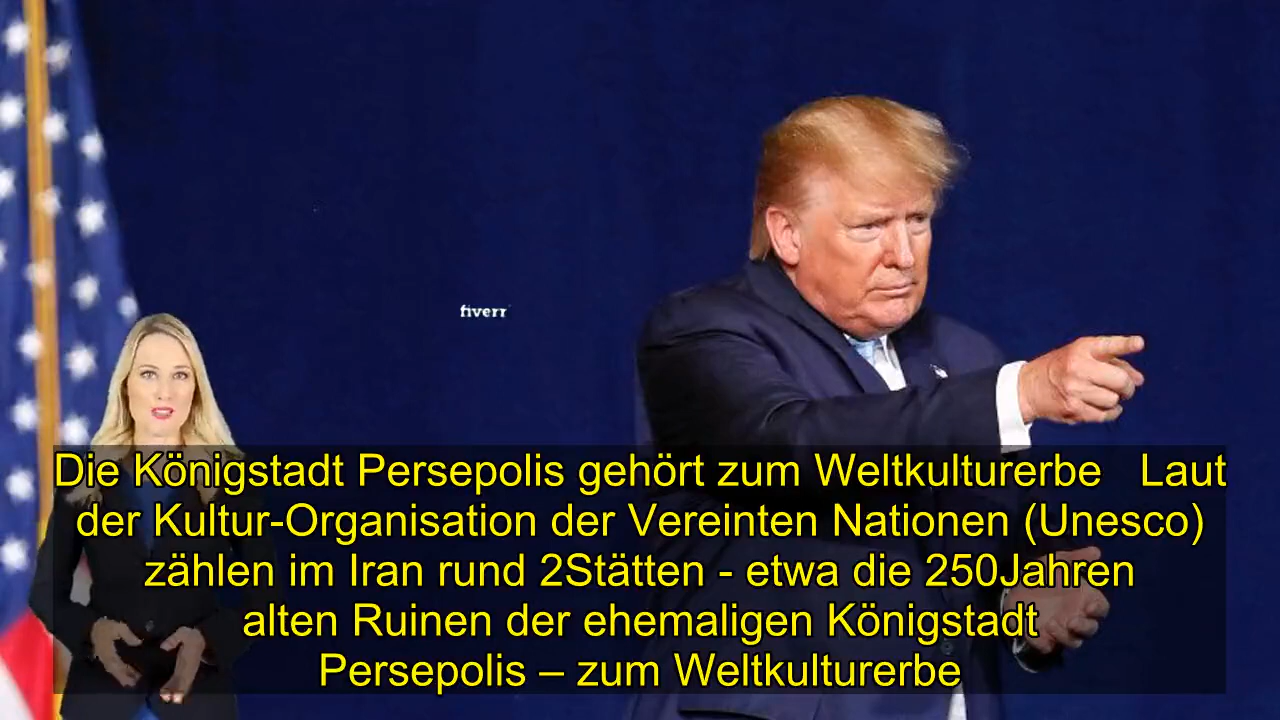 fiverr
Die Königstadt Persepolis gehört zum Weltkulturerbe   Laut
der Kultur-Organisation der Vereinten Nationen (Unesco)
zählen im Iran rund 2Stätten - etwa die 250Jahren
alten Ruinen der ehemaligen Königstadt
Persepolis – zum Weltkulturerbe